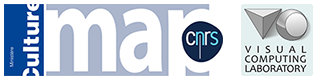 Ministère
culture
map
cnrs
VISUAL
COMPUTING
LABORATORY